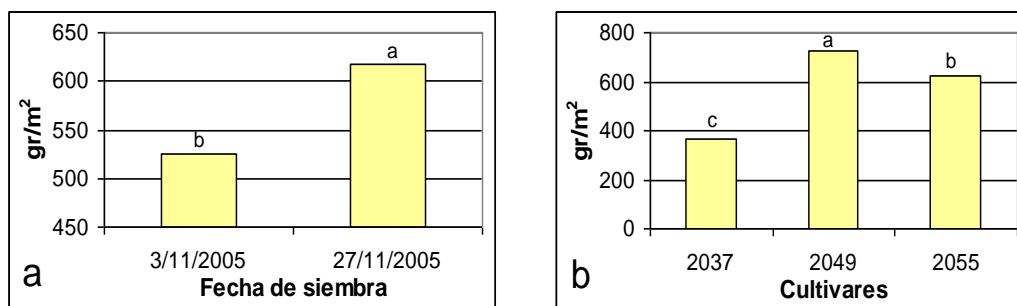 650
600
550
500
450
gr/m²
b
a
3/11/2005 27/11/2005
Fecha de siembra
a
800
600
400
200
0
gr/m²
c
a
b
2037 2049 2055
Cultivares
b